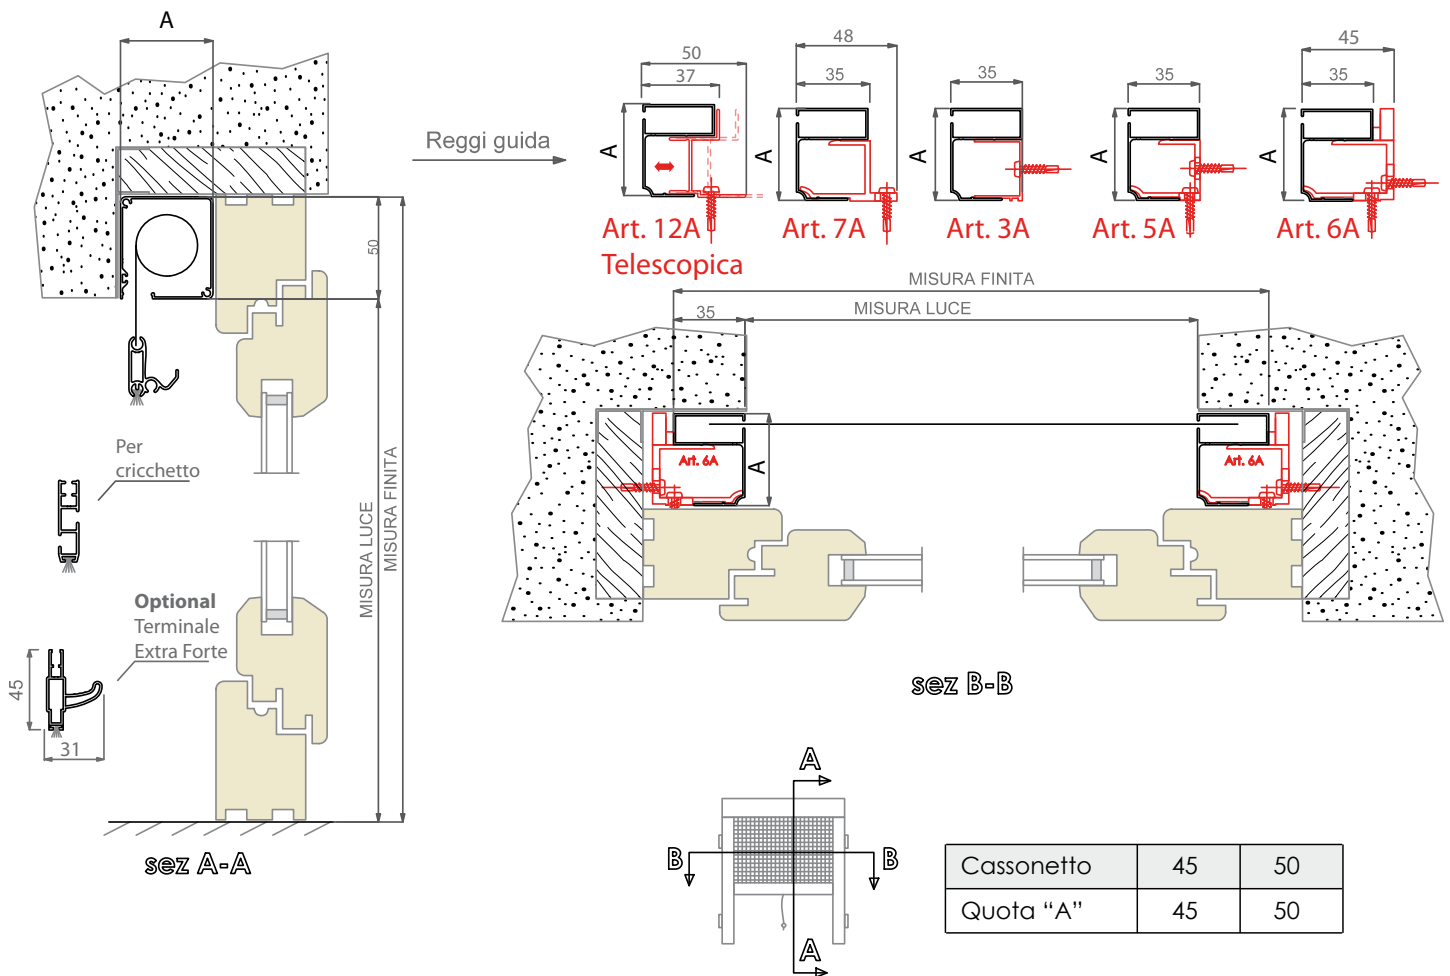 A
50
MISURA LUCE
MISURA FINITA
Per
cricchetto
Optional
Terminale
Extra Forte
45
31
sez A-A
Reggi guida
50
37
A
Art. 12A
Telescopica
48
35
A
Art. 7A
35
A
Art. 3A
35
A
Art. 5A
45
35
A
Art. 6A
MISURA FINITA
35
MISURA LUCE
Art. 6A
A
Art. 6A
sez B-B
A
B
B
A
Cassonetto 45 50
Quota “A” 45 50